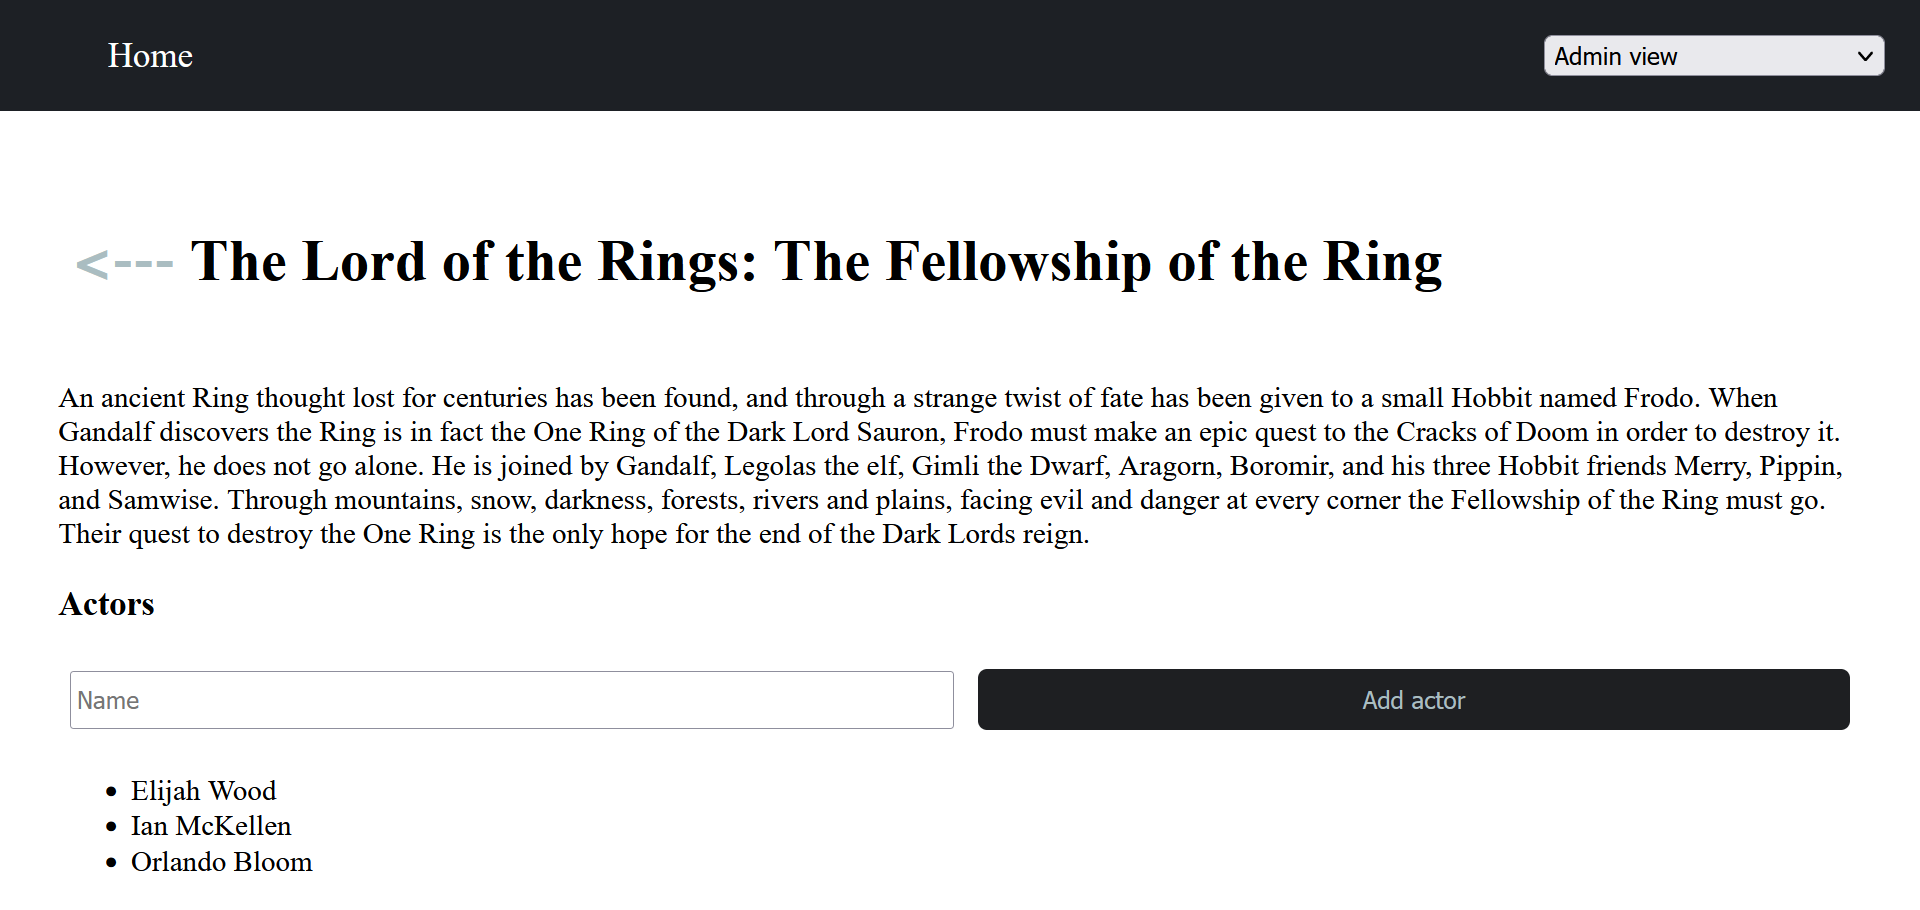 Home
Admin view
<--- The Lord of the Rings: The Fellowship of the Ring
An ancient Ring thought lost for centuries has been found, and through a strange twist of fate has been given to a small Hobbit named Frodo. When
Gandalf discovers the Ring is in fact the One Ring of the Dark Lord Sauron, Frodo must make an epic quest to the Cracks of Doom in order to destroy it.
However, he does not go alone. He is joined by Gandalf, Legolas the elf, Gimli the Dwarf, Aragorn, Boromir, and his three Hobbit friends Merry, Pippin,
and Samwise. Through mountains, snow, darkness, forests, rivers and plains, facing evil and danger at every corner the Fellowship of the Ring must go.
Their quest to destroy the One Ring is the only hope for the end of the Dark Lords reign.
Actors
Name
Add actor
• Elijah Wood
• Ian McKellen
• Orlando Bloom